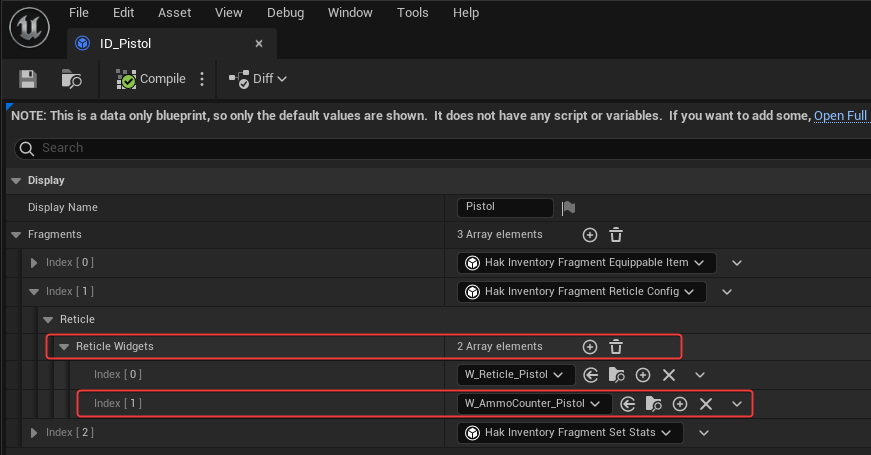 File Edit Asset View Debug Window Tools Help
ID_Pistol
Compile Diff
NOTE: This is a data only blueprint, so only the default values are shown. It does not have any script or variables. If you want to add some, Open Full
Search
Display
Display Name Pistol
Fragments 3 Array elements
Index [ 0 ] Hak Inventory Fragment Equippable Item
Index [ 1 ] Hak Inventory Fragment Reticle Config
Reticle
Reticle Widgets 2 Array elements
Index [ 0 ] W_Reticle_Pistol
Index [ 1 ] W_AmmoCounter_Pistol
Index [ 2 ] Hak Inventory Fragment Set Stats